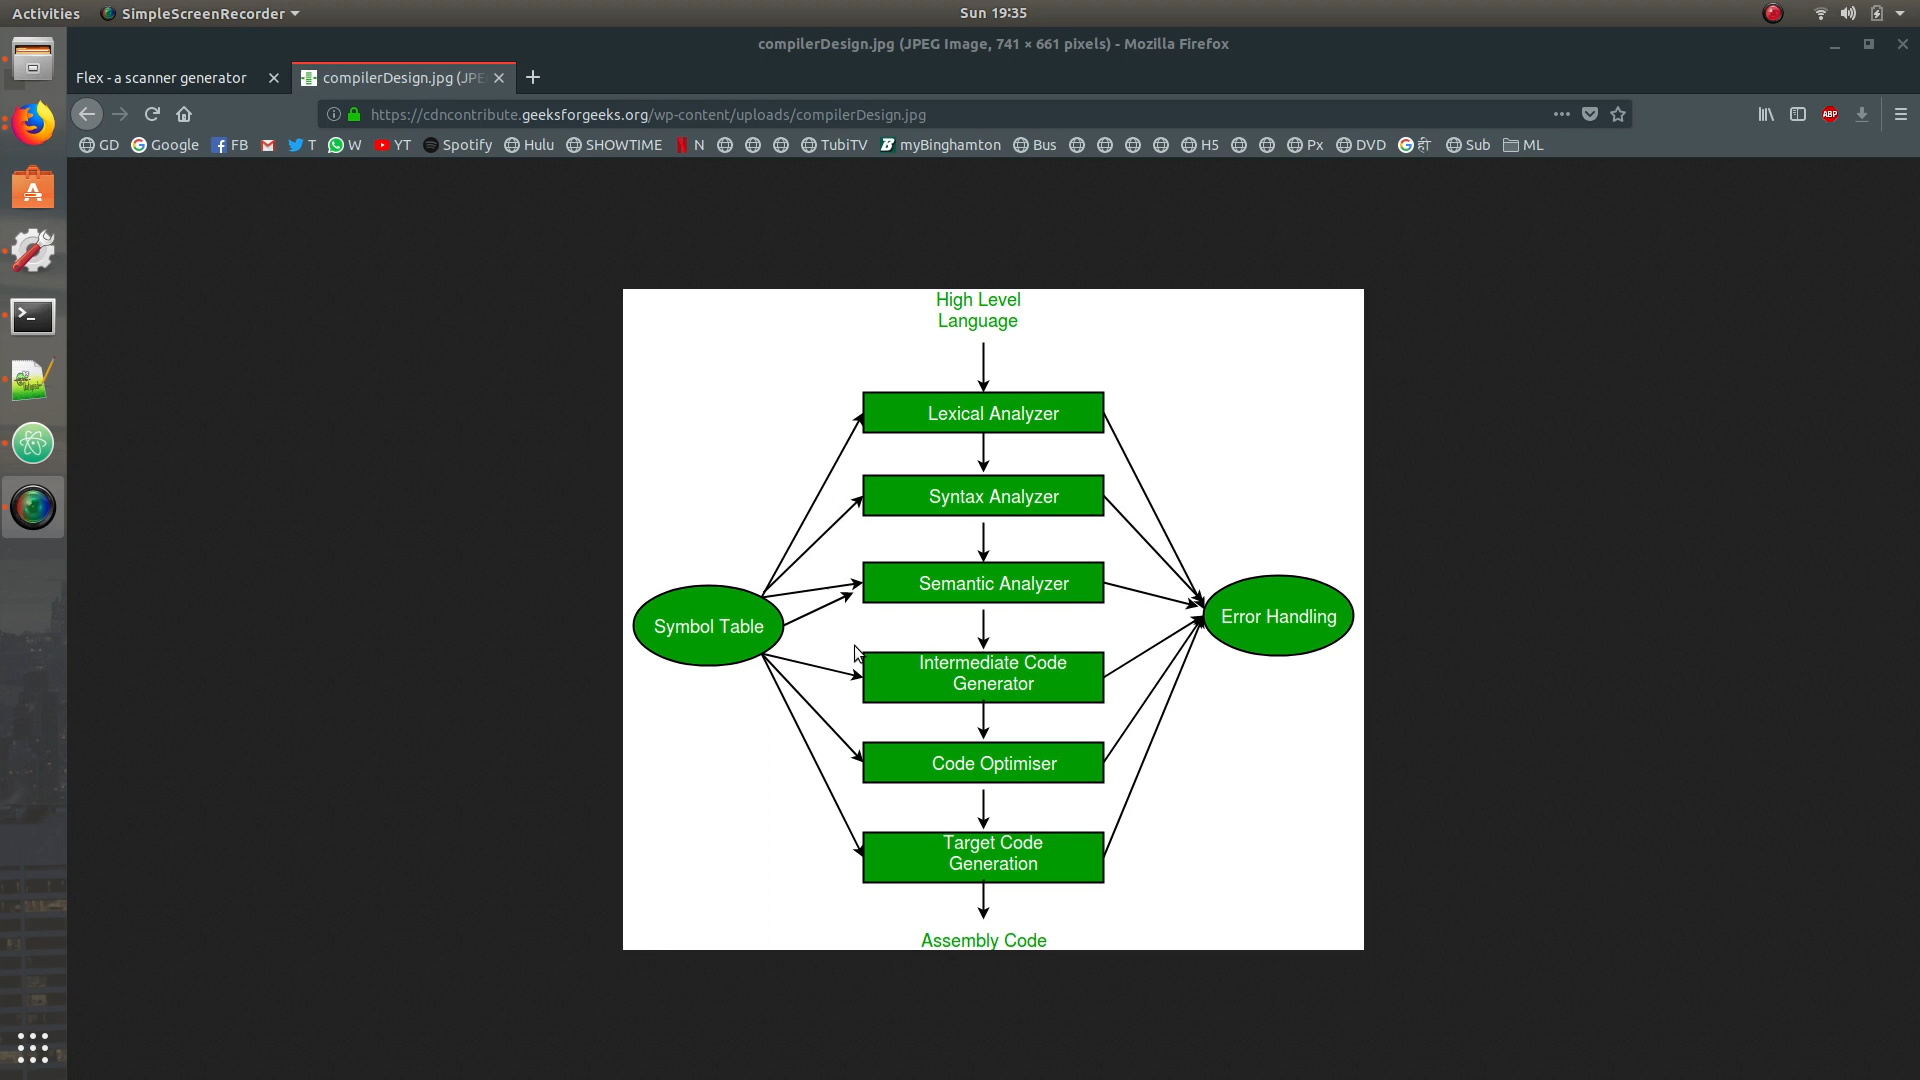 Activities
SimpleScreenRecorder
Sun 19:35
compilerDesign.jpg (JPEG Image, 741 × 661 pixels) - Mozilla Firefox
Flex - a scanner generator
compilerDesign.jpg (JPE
https://cdncontribute.geeksforgeeks.org/wp-content/uploads/compilerDesign.jpg
ABP
GD Google FB T W YT Spotify Hulu SHOWTIME N TubiTV myBinghamton Bus H5 Px DVD ही Sub ML
High Level
Language
Lexical Analyzer
Syntax Analyzer
Semantic Analyzer
Symbol Table
Error Handling
Intermediate Code
Generator
Code Optimiser
Target Code
Generation
Assembly Code